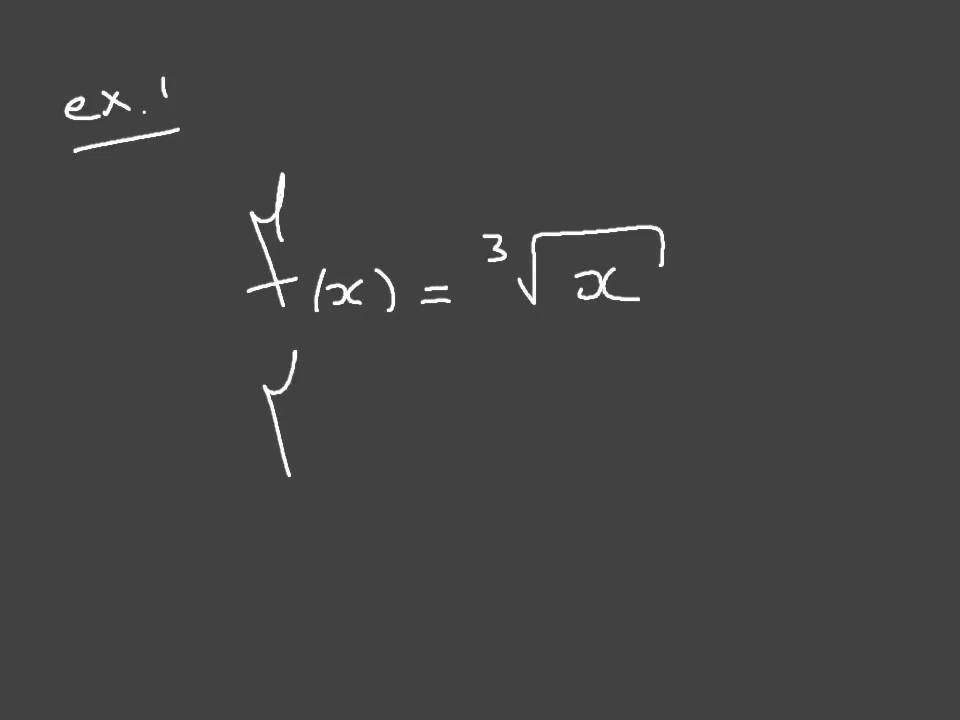 ex. 1
f(x) = ³√x